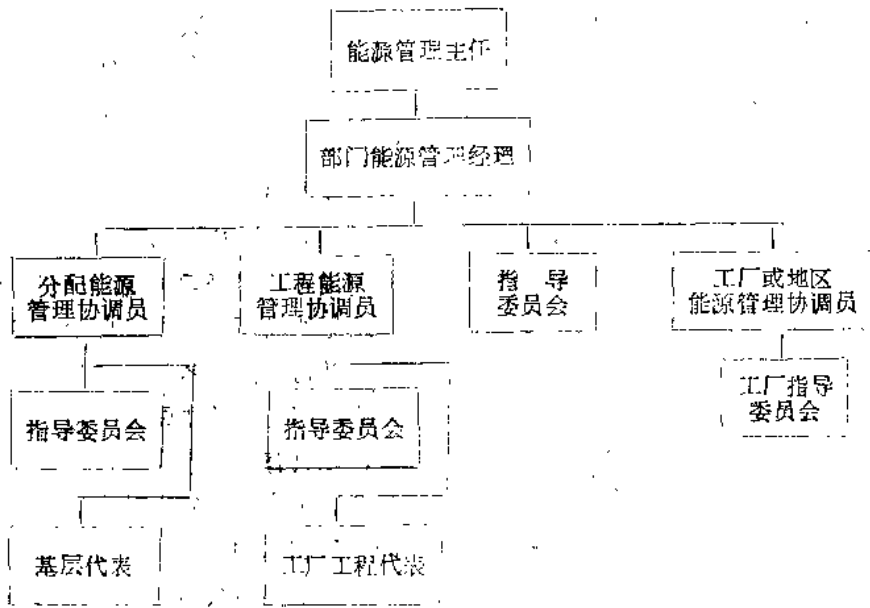 能源管理主任
部门能源管理经理
分配能源
管理协调员
工程能源
管理协调员
指 导
委员会
工厂或地区
能源管理协调员
指导委员会
指导委员会
工厂指导
委员会
基层代表
工厂工程代表